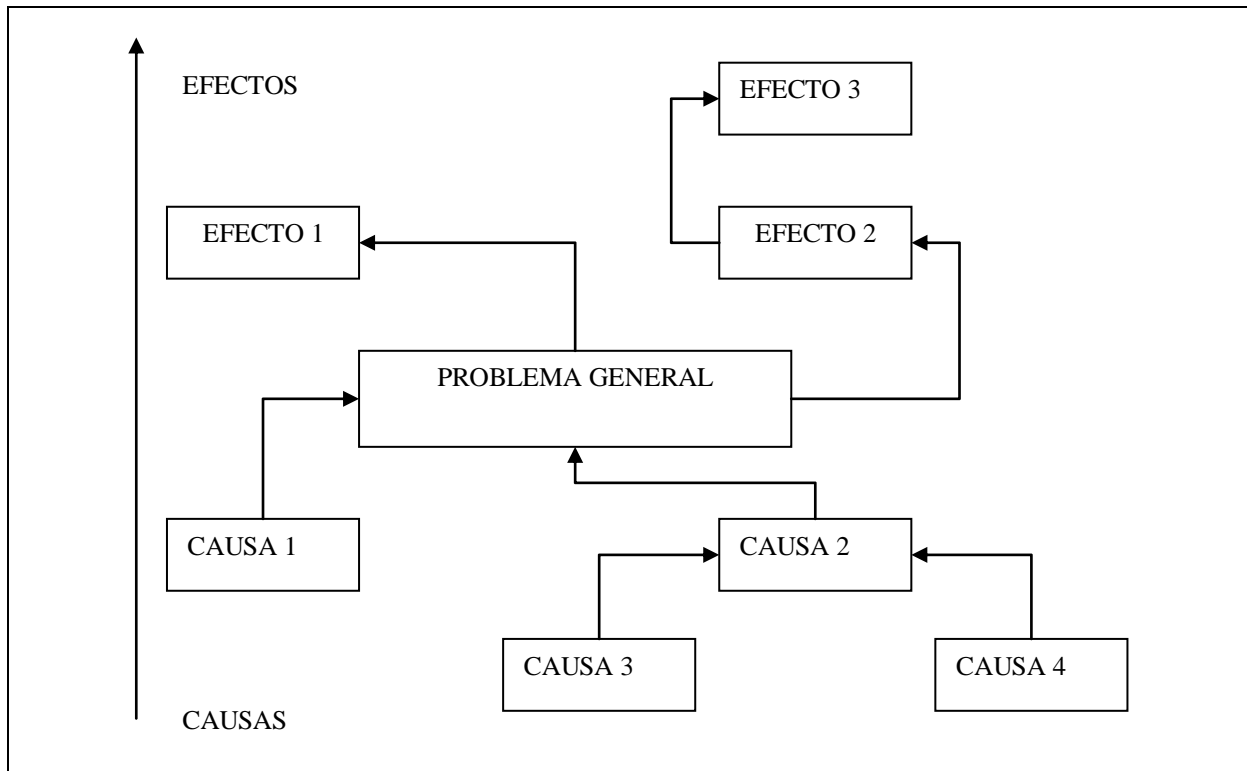 EFECTOS
EFECTO 3
EFECTO 1
EFECTO 2
PROBLEMA GENERAL
CAUSA 1
CAUSA 2
CAUSA 3
CAUSA 4
CAUSAS